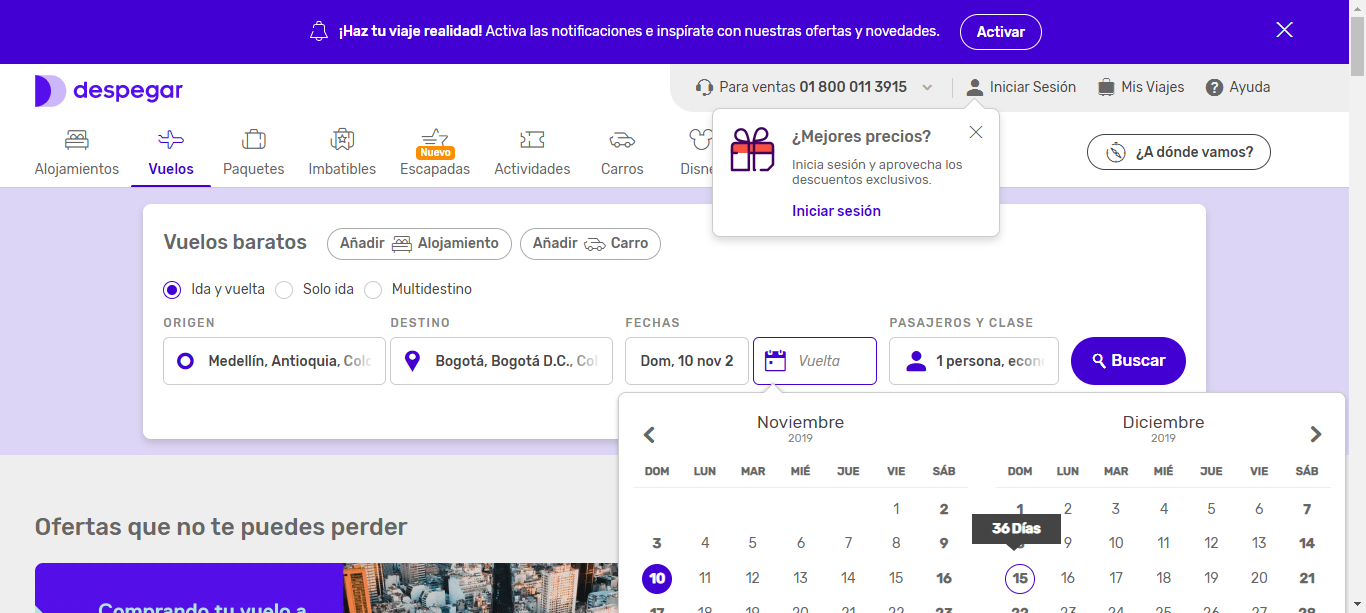 ¡Haz tu viaje realidad! Activa las notificaciones e inspírate con nuestras ofertas y novedades. Activar
despegar
Para ventas 01 800 011 3915
Iniciar Sesión
Mis Viajes
Ayuda
Alojamientos
Vuelos
Paquetes
Imbatibles
Nuevo
Escapadas
Actividades
Carros
Disne
¿A dónde vamos?
¿Mejores precios?
Inicia sesión y aprovecha los
descuentos exclusivos.
Iniciar sesión
Vuelos baratos
Añadir Alojamiento
Añadir Carro
Ida y vuelta
Solo ida
Multidestino
ORIGEN
DESTINO
FECHAS
PASAJEROS Y CLASE
Medellín, Antioquia, Colo
Bogotá, Bogotá D.C., Col
Dom, 10 nov 2
Vuelta
1 persona, econ
Buscar
Noviembre
2019
DOM LUN MAR MIÉ JUE VIE SÁB
1 2
3 4 5 6 7 8 9
10 11 12 13 14 15 16
17 18 19 20 21 22 23
Diciembre
2019
DOM LUN MAR MIÉ JUE VIE SÁB
1 2 3 4 5 6 7
36 Días
9 10 11 12 13 14
15 16 17 18 19 20 21
22 23 24 25 26 27 28
Ofertas que no te puedes perder
Comprando tu vuelo a